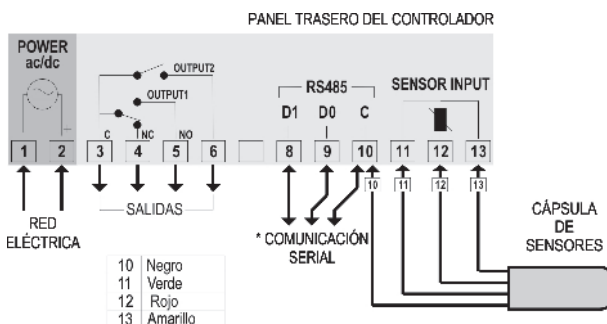 PANEL TRASERO DEL CONTROLADOR
POWER
ac/dc
OUTPUT2
OUTPUT1
C NC NO
RS485
D1 D0 C
SENSOR INPUT
1 2 3 4 5 6 8 9 10 11 12 13
10 11 12 13
RED
ELÉCTRICA
SALIDAS
* COMUNICACIÓN
SERIAL
CÁPSULA
DE
SENSORES
10 Negro
11 Verde
12 Rojo
13 Amarillo